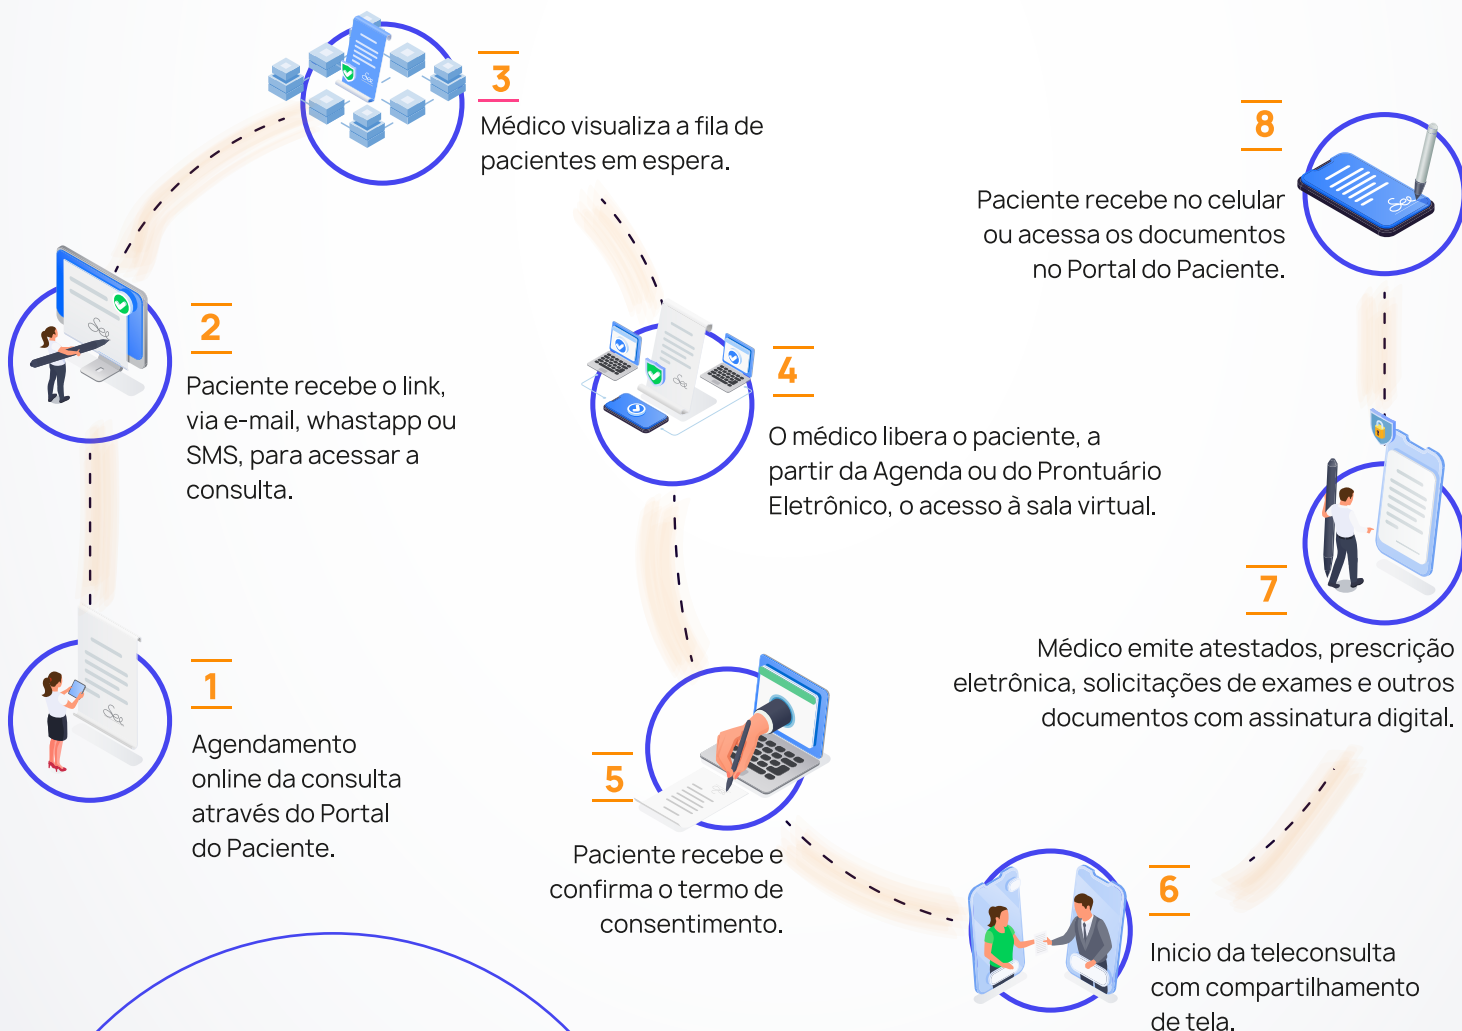 3
Médico visualiza a fila de
pacientes em espera.
8
Paciente recebe no celular
ou acessa os documentos
no Portal do Paciente.
2
Paciente recebe o link,
via e-mail, whastapp ou
SMS, para acessar a
consulta.
4
O médico libera o paciente, a
partir da Agenda ou do Prontuário
Eletrônico, o acesso à sala virtual.
7
Médico emite atestados, prescrição
eletrônica, solicitações de exames e outros
documentos com assinatura digital.
1
Agendamento
online da consulta
através do Portal
do Paciente.
5
Paciente recebe e
confirma o termo de
consentimento.
6
Inicio da teleconsulta
com compartilhamento
de tela.